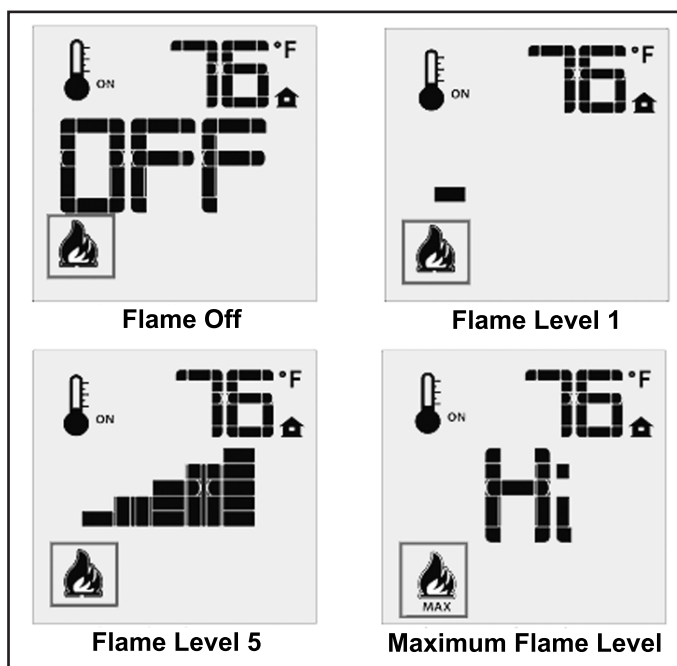 76 °F
ON
OFF
Flame Off
76 °F
ON
Flame Level 1
76 °F
ON
Flame Level 5
76 °F
ON
Hi
MAX
Maximum Flame Level